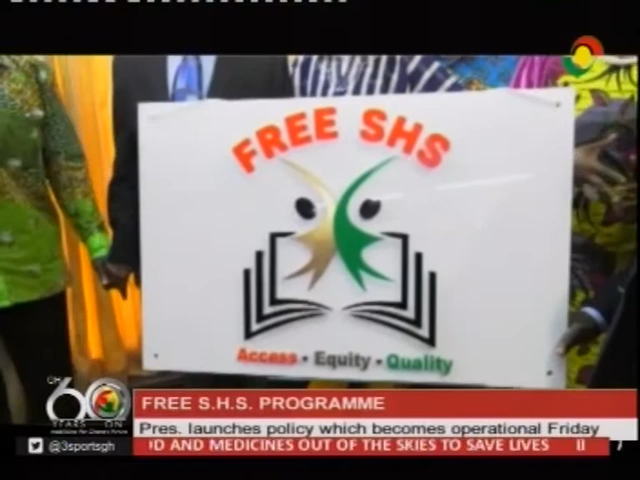 FREE SHS
Access • Equity • Quality
GH
60
YEARS ON
FREE S.H.S. PROGRAMME
Pres. launches policy which becomes operational Friday
@3sportsgh
D AND MEDICINES OUT OF THE SKIES TO SAVE LIVES